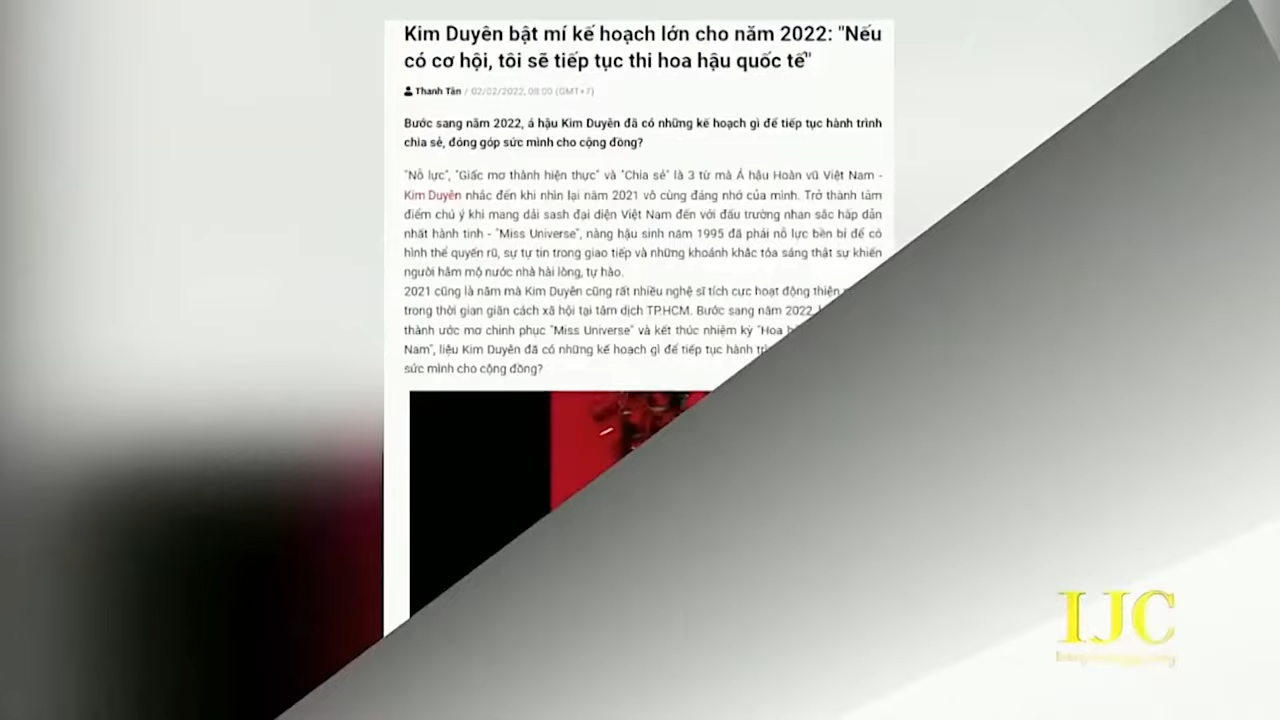 Kim Duyên bật mí kế hoạch lớn cho năm 2022: "Nếu
có cơ hội, tôi sẽ tiếp tục thi hoa hậu quốc tế"
Thanh Tân / 02/02/2022, 08:00 (GMT+7)
Bước sang năm 2022, á hậu Kim Duyên đã có những kế hoạch gì để tiếp tục hành trình
chia sẻ, đóng góp sức mình cho cộng đồng?
"Nỗ lực", "Giấc mơ thành hiện thực" và "Chia sẻ" là 3 từ mà Á hậu Hoàn vũ Việt Nam -
Kim Duyên nhắc đến khi nhìn lại năm 2021 vô cùng đáng nhớ của mình. Trở thành tâm
điểm chú ý khi mang dải sash đại diện Việt Nam đến với đấu trường nhan sắc hấp dẫn
nhất hành tinh - "Miss Universe", nàng hậu sinh năm 1995 đã phải nỗ lực bền bỉ để có
hình thể quyến rũ, sự tự tin trong giao tiếp và những khoảnh khắc tỏa sáng thật sự khiến
người hâm mộ nước nhà hài lòng, tự hào.
2021 cũng là năm mà Kim Duyên cũng rất nhiều nghệ sĩ tích cực hoạt động thiện
trong thời gian giãn cách xã hội tại tâm dịch TP.HCM. Bước sang năm 2022,
thành ước mơ chinh phục "Miss Universe" và kết thúc nhiệm kỳ "Hoa
Nam", liệu Kim Duyên đã có những kế hoạch gì để tiếp tục hành
sức mình cho cộng đồng?
IJC